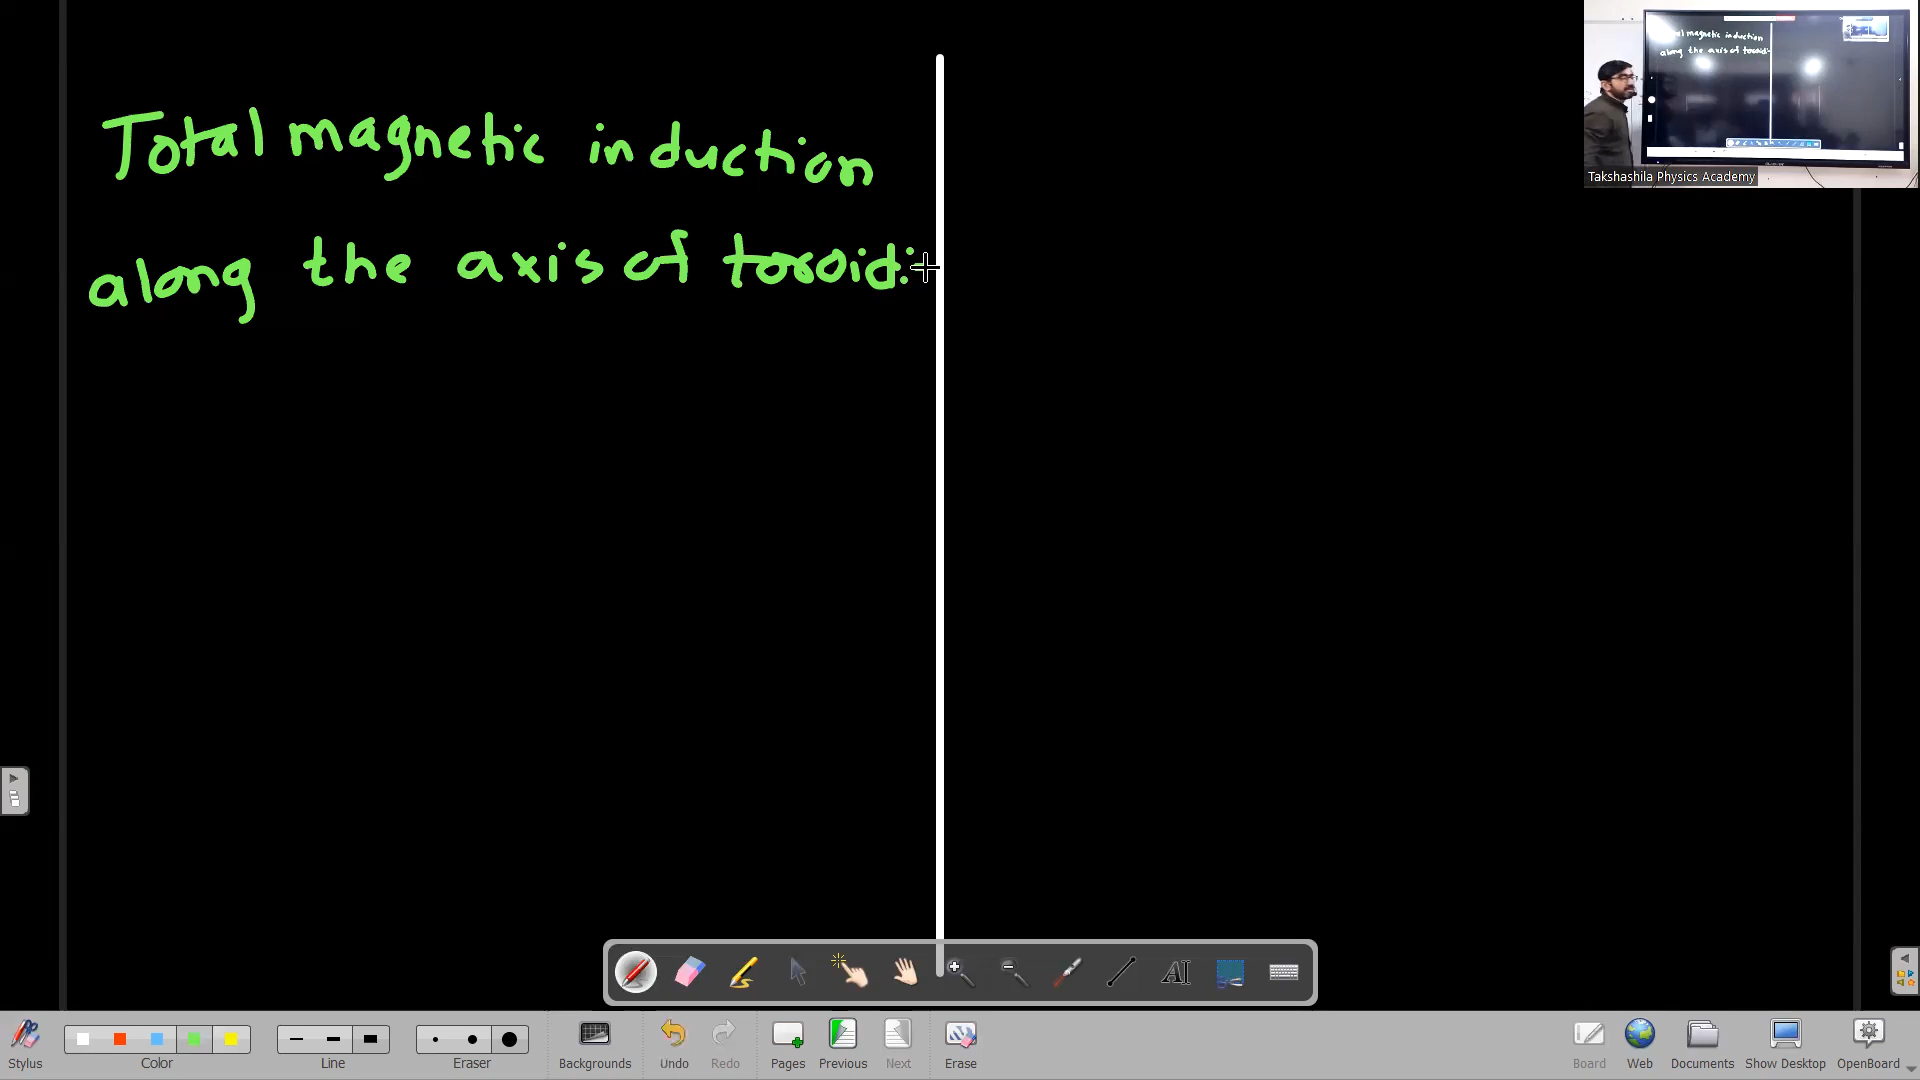 Total magnetic induction
along the axis of toroid:-
Takshashila Physics Academy
Stylus
Color
Line
Eraser
Backgrounds
Undo
Redo
Pages
Previous
Next
Erase
Board
Web
Documents
Show Desktop
OpenBoard